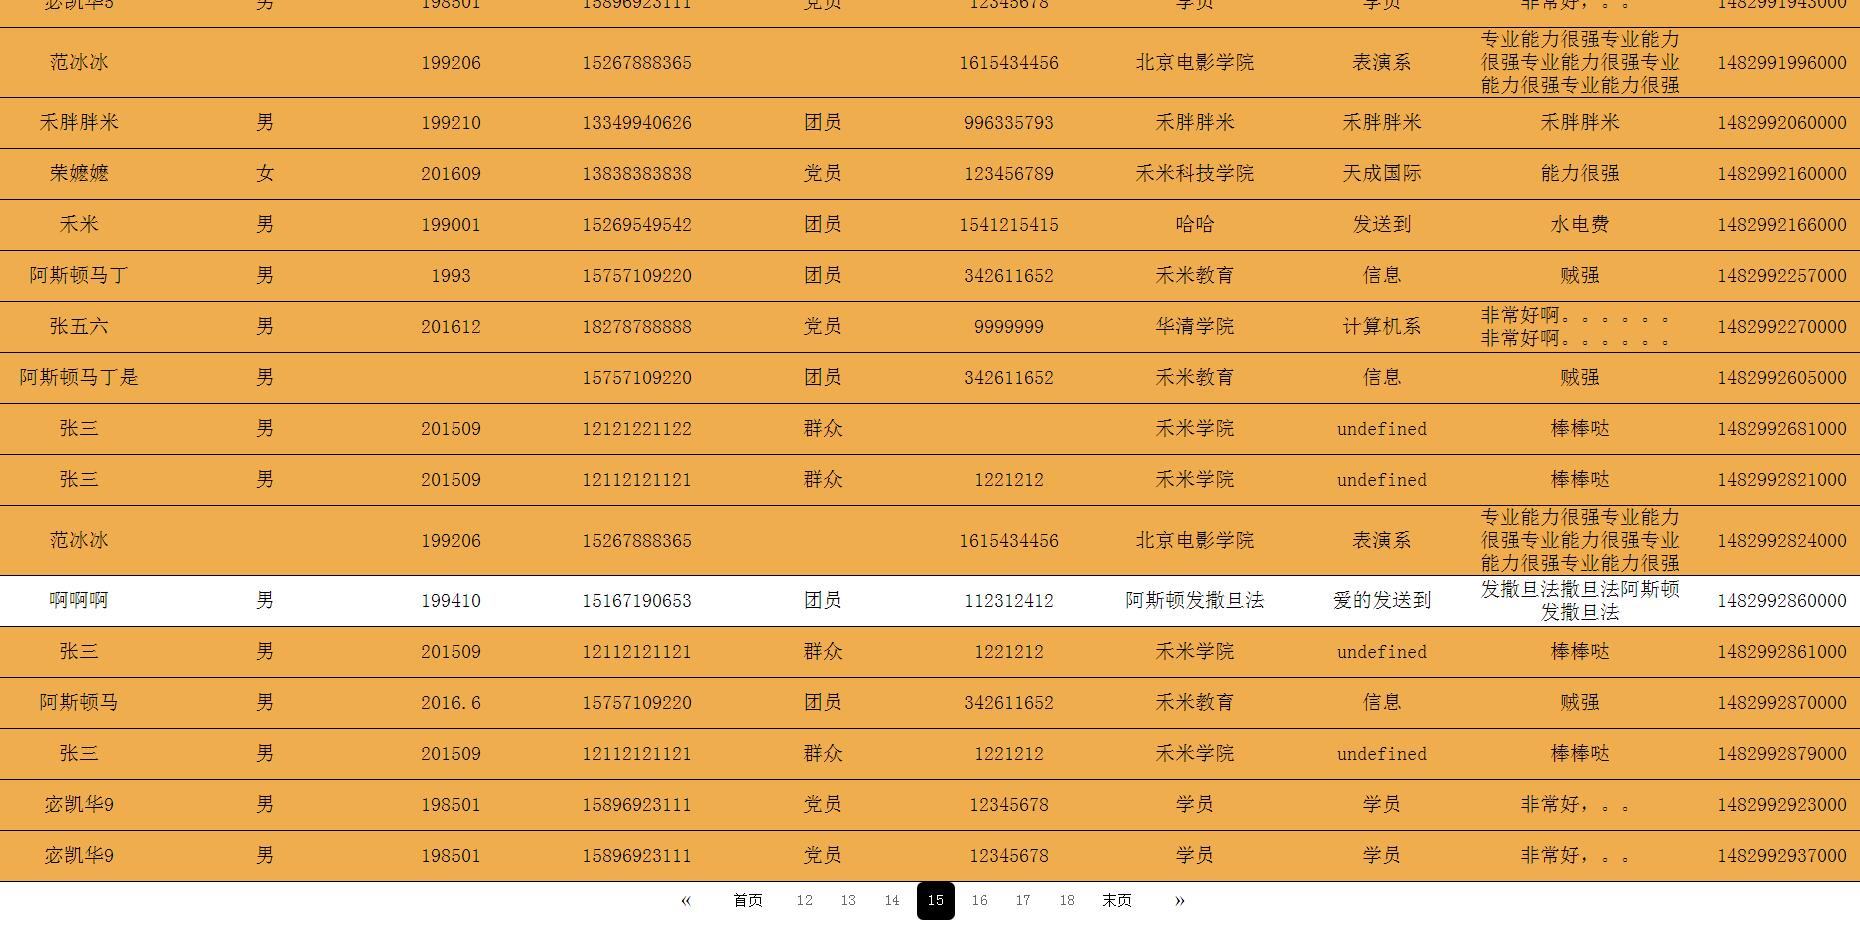 宓凯华5 男 198501 15896923111 党员 12345678 学员 学员 非常好，。。 1482991943000
专业能力很强专业能力
范冰冰 199206 15267888365 1615434456 北京电影学院 表演系 很强专业能力很强专业 1482991996000
能力很强专业能力很强
禾胖胖米 男 199210 13349940626 团员 996335793 禾胖胖米 禾胖胖米 禾胖胖米 1482992060000
荣嬷嬷 女 201609 13838383838 党员 123456789 禾米科技学院 天成国际 能力很强 1482992160000
禾米 男 199001 15269549542 团员 1541215415 哈哈 发送到 水电费 1482992166000
阿斯顿马丁 男 1993 15757109220 团员 342611652 禾米教育 信息 贼强 1482992257000
非常好啊。。。。。。
张五六 男 201612 18278788888 党员 9999999 华清学院 计算机系 1482992270000
非常好啊。。。。。。
阿斯顿马丁是 男 15757109220 团员 342611652 禾米教育 信息 贼强 1482992605000
张三 男 201509 12121221122 群众 禾米学院 undefined 棒棒哒 1482992681000
张三 男 201509 12112121121 群众 1221212 禾米学院 undefined 棒棒哒 1482992821000
专业能力很强专业能力
范冰冰 199206 15267888365 1615434456 北京电影学院 表演系 很强专业能力很强专业 1482992824000
能力很强专业能力很强
发撒旦法撒旦法阿斯顿
啊啊啊 男 199410 15167190653 团员 112312412 阿斯顿发撒旦法 爱的发送到 1482992860000
发撒旦法
张三 男 201509 12112121121 群众 1221212 禾米学院 undefined 棒棒哒 1482992861000
阿斯顿马 男 2016.6 15757109220 团员 342611652 禾米教育 信息 贼强 1482992870000
张三 男 201509 12112121121 群众 1221212 禾米学院 undefined 棒棒哒 1482992879000
宓凯华9 男 198501 15896923111 党员 12345678 学员 学员 非常好，。。 1482992923000
宓凯华9 男 198501 15896923111 党员 12345678 学员 学员 非常好，。。 1482992937000
« 首页 12 13 14 15 16 17 18 末页 »